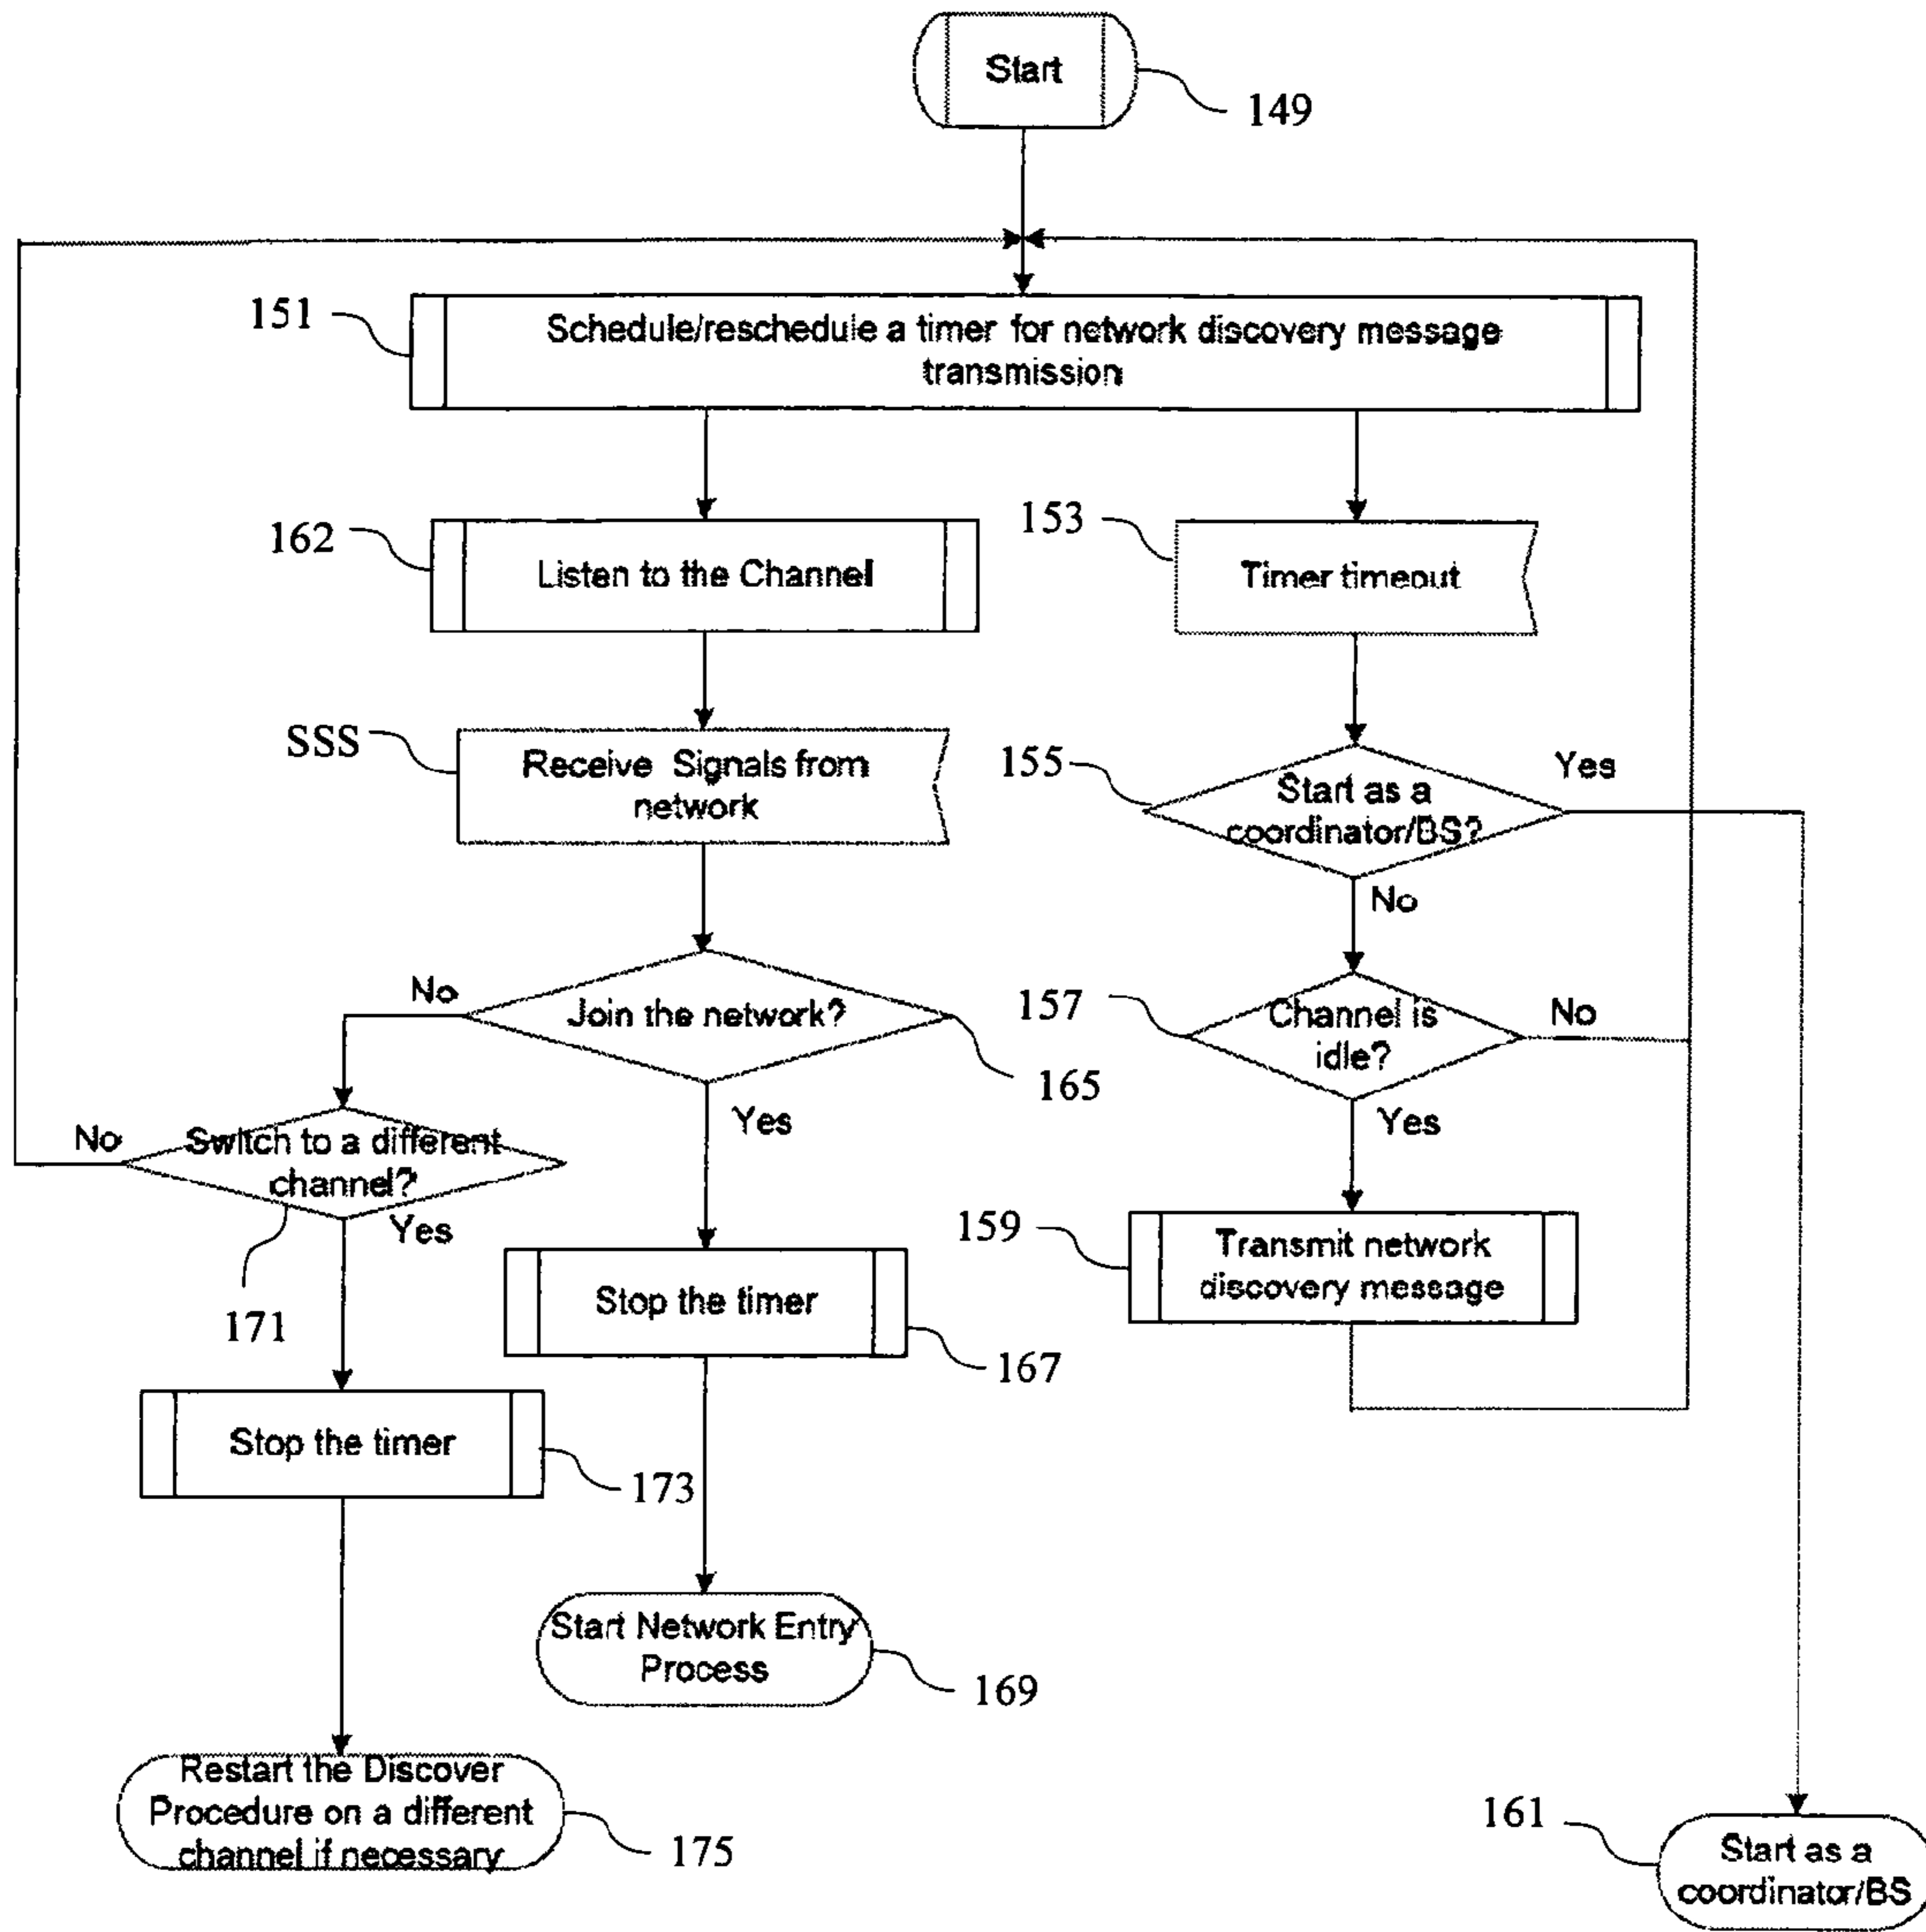 Start
149
151
Schedule/reschedule a timer for network discovery message
transmission
162
Listen to the Channel
153
Timer timeout
SSS
Receive Signals from
network
155
Start as a
coordinator/BS?
Yes
No
No
Join the network?
165
Yes
157
Channel is
idle?
No
Yes
No
Switch to a different
channel?
Yes
171
159
Transmit network
discovery message
Stop the timer
167
Stop the timer
173
Start Network Entry
Process
169
Restart the Discover
Procedure on a different
channel if necessary
175
161
Start as a
coordinator/BS